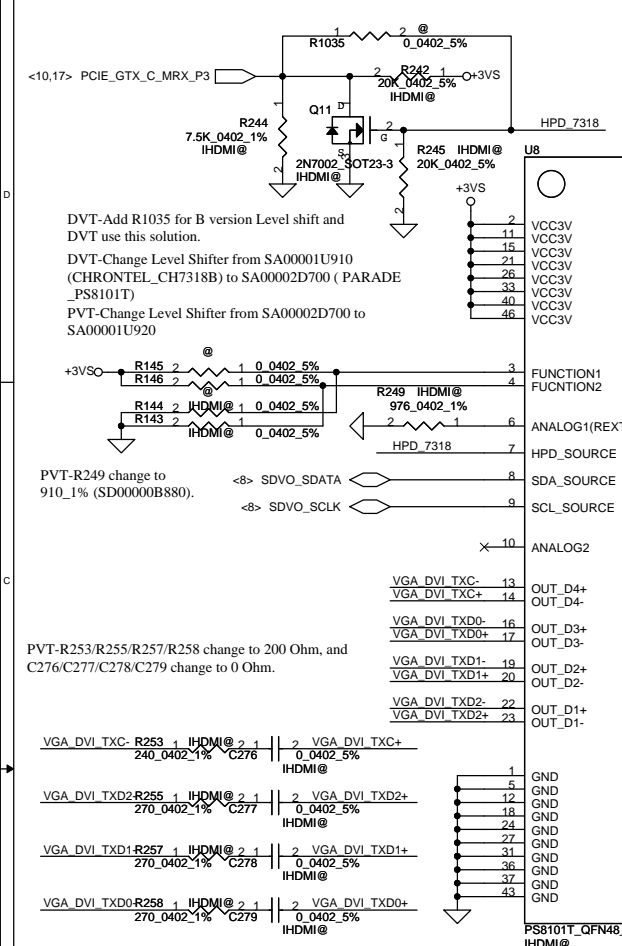 1 2 @
R1035 0_0402_5%
<10,17> PCIE_GTX_C_MRX_P3
2 R242 1 +3VS
20K_0402_5%
IHDMI@
R244
7.5K_0402_1%
IHDMI@
1
2
Q11
D
S
G
2
2N7002_SOT23-3
IHDMI@
HPD_7318
R245 IHDMI@
20K_0402_5%
1
2
U8
+3VS
D
DVT-Add R1035 for B version Level shift and
DVT use this solution.
DVT-Change Level Shifter from SA00001U910
(CHRONTEL_CH7318B) to SA00002D700 ( PARADE
_PS8101T)
PVT-Change Level Shifter from SA00002D700 to
SA00001U920
2 VCC3V
11 VCC3V
15 VCC3V
21 VCC3V
26 VCC3V
33 VCC3V
40 VCC3V
46 VCC3V
@
+3VS R145 2 1 0_0402_5%
R146 2 1 0_0402_5%
@
R144 2 IHDMI@ 1 0_0402_5%
R143 2 IHDMI@ 1 0_0402_5%
3 FUNCTION1
4 FUCNTION2
R249 IHDMI@
976_0402_1%
2 1
6 ANALOG1(REXT
HPD_7318 7 HPD_SOURCE
PVT-R249 change to
910_1% (SD00000B880).
<8> SDVO_SDATA 8 SDA_SOURCE
<8> SDVO_SCLK 9 SCL_SOURCE
10 ANALOG2
C
VGA_DVI_TXC- 13 OUT_D4+
VGA_DVI_TXC+ 14 OUT_D4-
VGA_DVI_TXD0- 16 OUT_D3+
VGA_DVI_TXD0+ 17 OUT_D3-
VGA_DVI_TXD1- 19 OUT_D2+
VGA_DVI_TXD1+ 20 OUT_D2-
VGA_DVI_TXD2- 22 OUT_D1+
VGA_DVI_TXD2+ 23 OUT_D1-
PVT-R253/R255/R257/R258 change to 200 Ohm, and
C276/C277/C278/C279 change to 0 Ohm.
VGA_DVI_TXC- R253 1 IHDMI@ 2 1 2 VGA_DVI_TXC+
240_0402_1% C276 0_0402_5%
IHDMI@
VGA_DVI_TXD2- R255 1 IHDMI@ 2 1 2 VGA_DVI_TXD2+
270_0402_1% C277 0_0402_5%
IHDMI@
VGA_DVI_TXD1- R257 1 IHDMI@ 2 1 2 VGA_DVI_TXD1+
270_0402_1% C278 0_0402_5%
IHDMI@
VGA_DVI_TXD0- R258 1 IHDMI@ 2 1 2 VGA_DVI_TXD0+
270_0402_1% C279 0_0402_5%
IHDMI@
1 GND
5 GND
12 GND
18 GND
24 GND
27 GND
31 GND
36 GND
37 GND
43 GND
PS8101T_QFN48_
IHDMI@